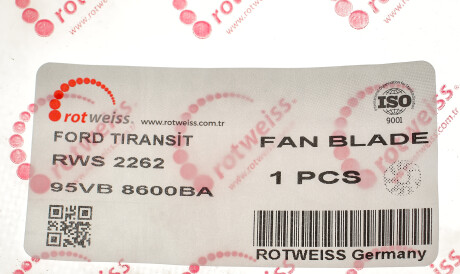 rotweiss
www.rotweiss.com.tr
ISO
9001
FORD TIRANSİT
FAN BLADE
RWS 2262
1 PCS
95VB 8600BA
ROTWEISS Germany